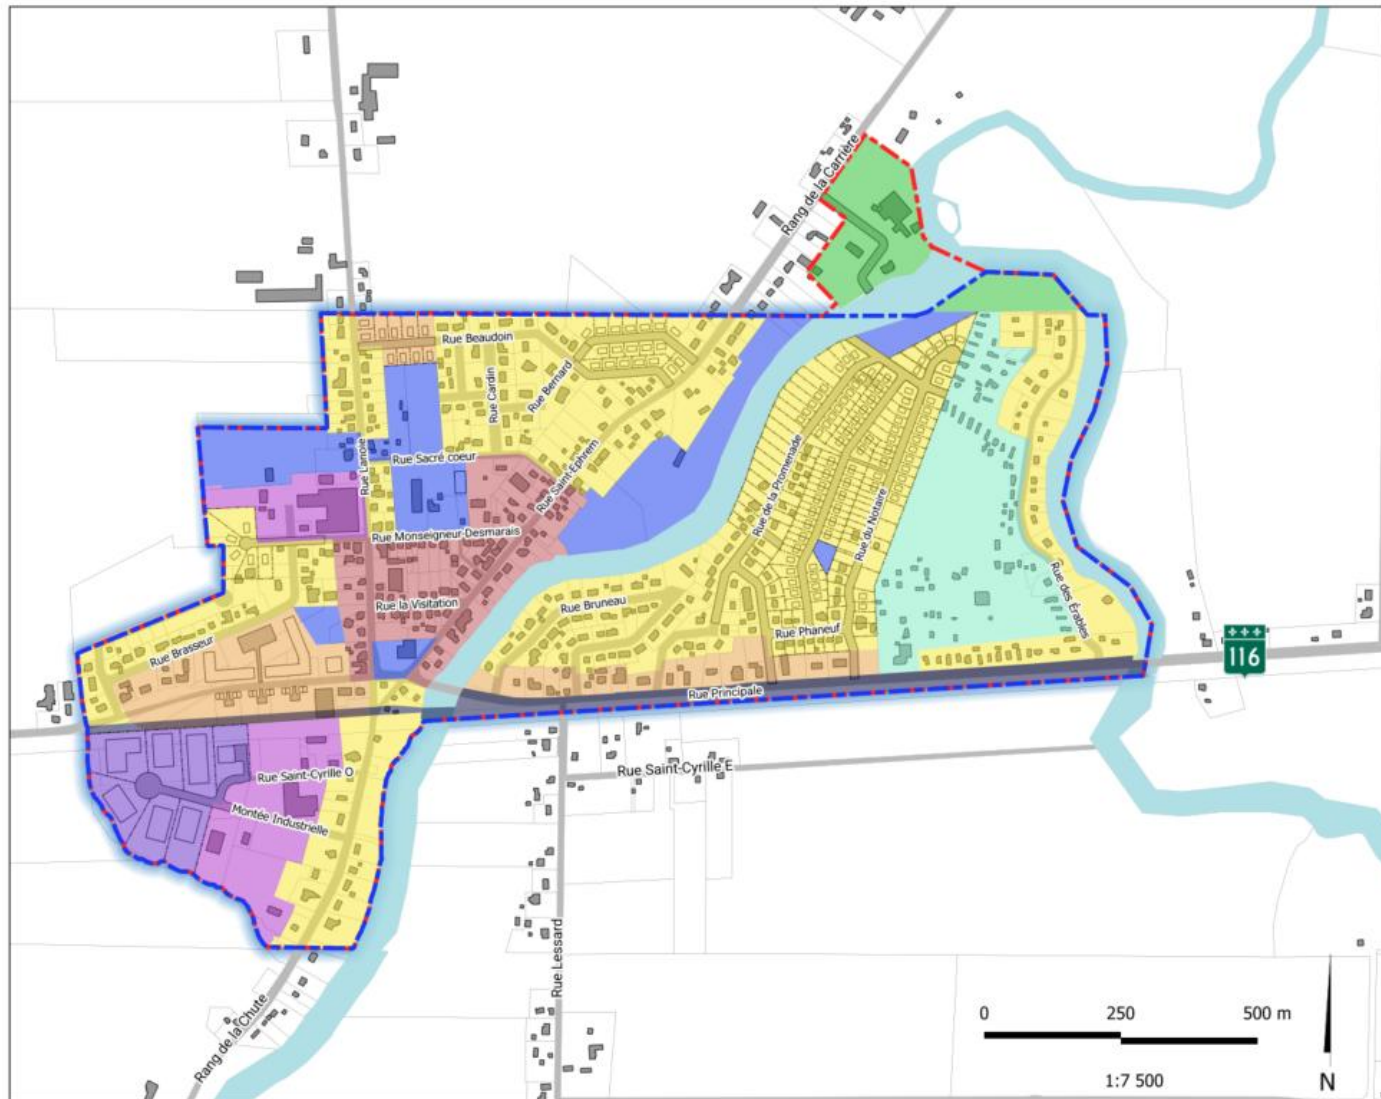 Rang de la Carrière
Rue Beaudoin
Rue Cardin
Rue Bernard
Rue Lanoie
Rue Sacré coeur
Rue Saint-Ephrem
Rue de la Promenade
Rue du Notaire
Rue Monseigneur-Desmarais
Rue la Visitation
Rue Bruneau
Rue des Érables
Rue Phaneuf
Rue Brasseur
116
Rue Principale
Rue Saint-Cyrille O
Rue Saint-Cyrille E
Montée Industrielle
Rue Lessard
Rang de la Chute
0 250 500 m
1:7 500
N